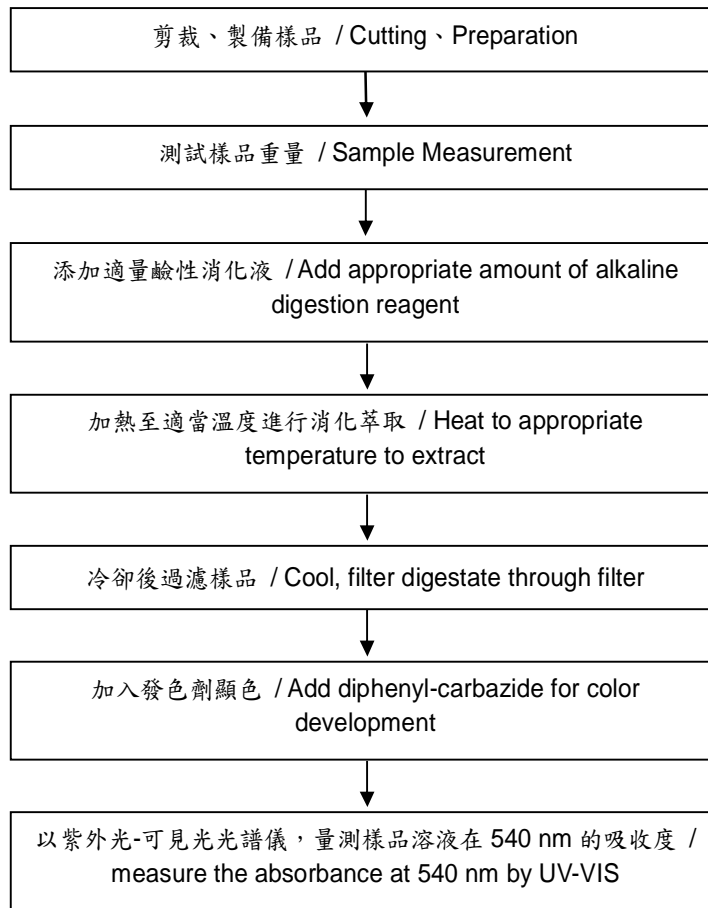 剪裁、製備樣品 / Cutting、Preparation
測試樣品重量 / Sample Measurement
添加適量鹼性消化液 / Add appropriate amount of alkaline
digestion reagent
加熱至適當溫度進行消化萃取 / Heat to appropriate
temperature to extract
冷卻後過濾樣品 / Cool, filter digestate through filter
加入發色劑顯色 / Add diphenyl-carbazide for color
development
以紫外光-可見光光譜儀，量測樣品溶液在 540 nm 的吸收度 /
measure the absorbance at 540 nm by UV-VIS